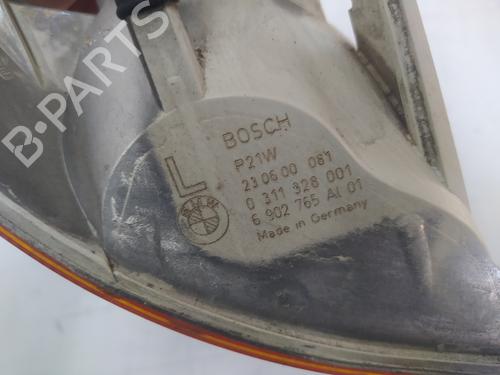 B-PARTS
BOSCH
P21W
L
23 06 00 081
0 311 328 001
6 902 765 AI 01
BMW
Made in Germany